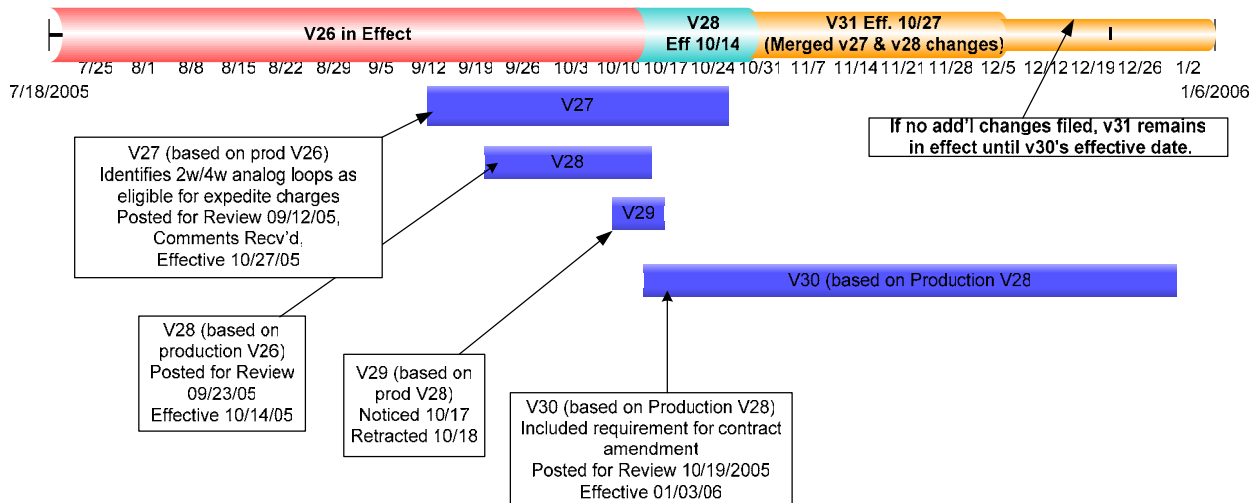 V26 in Effect
V28
Eff 10/14
V31 Eff. 10/27
(Merged v27 & v28 changes)
I
7/25 8/1 8/8 8/15 8/22 8/29 9/5 9/12 9/19 9/26 10/3 10/10 10/17 10/24 10/31 11/7 11/14 11/21 11/28 12/5 12/12 12/19 12/26 1/2
7/18/2005
1/6/2006
V27
If no add'l changes filed, v31 remains
in effect until v30's effective date.
V27 (based on prod V26)
Identifies 2w/4w analog loops as
eligible for expedite charges
Posted for Review 09/12/05,
Comments Recv'd,
Effective 10/27/05
V28
V29
V30 (based on Production V28
V28 (based on
production V26)
Posted for Review
09/23/05
Effective 10/14/05
V29 (based on
prod V28)
Noticed 10/17
Retracted 10/18
V30 (based on Production V28)
Included requirement for contract
amendment
Posted for Review 10/19/2005
Effective 01/03/06